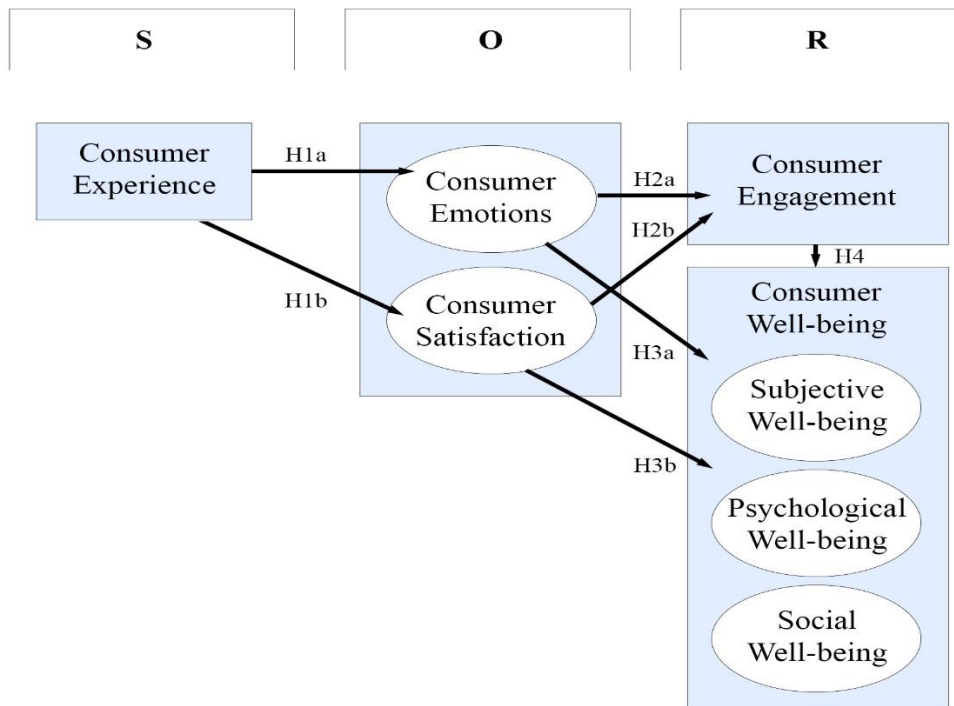 S
O
R
Consumer
Experience
H1a
H1b
Consumer
Emotions
Consumer
Satisfaction
H2a
H2b
H3a
H3b
Consumer
Engagement
H4
Consumer
Well-being
Subjective
Well-being
Psychological
Well-being
Social
Well-being